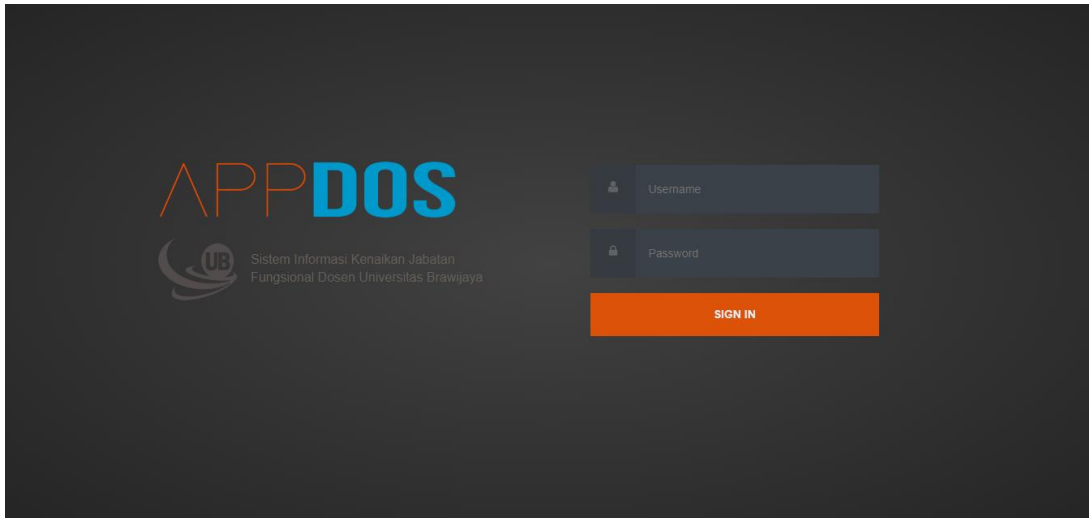 APPDOS
UB
Sistem Informasi Kenaikan Jabatan
Fungsional Dosen Universitas Brawijaya
Username
Password
SIGN IN